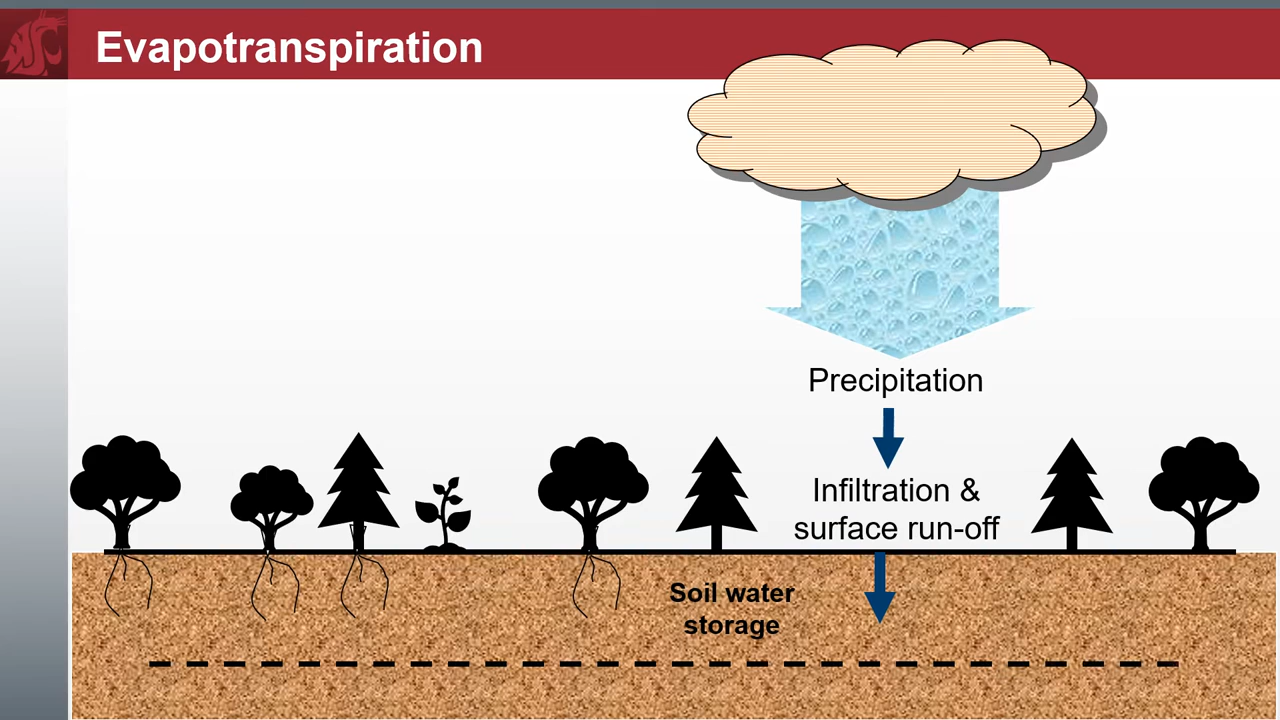 Evapotranspiration
Precipitation
Infiltration &
surface run-off
Soil water
storage